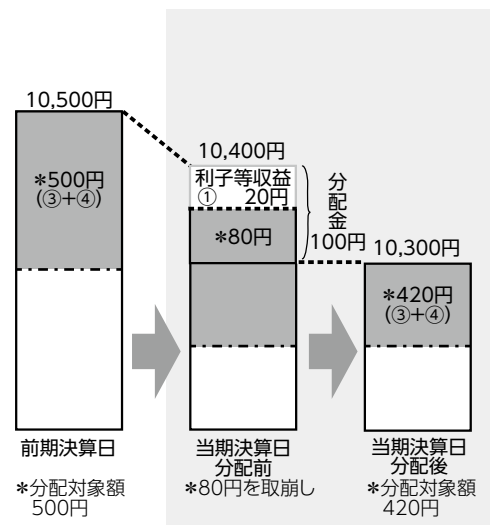 10,500円
*500円
(③+④)
前期決算日
*分配対象額
500円
10,400円
利子等収益
① 20円
*80円
分配金
100円
当期決算日
分配前
*80円を取崩し
10,300円
*420円
(③+④)
当期決算日
分配後
*分配対象額
420円